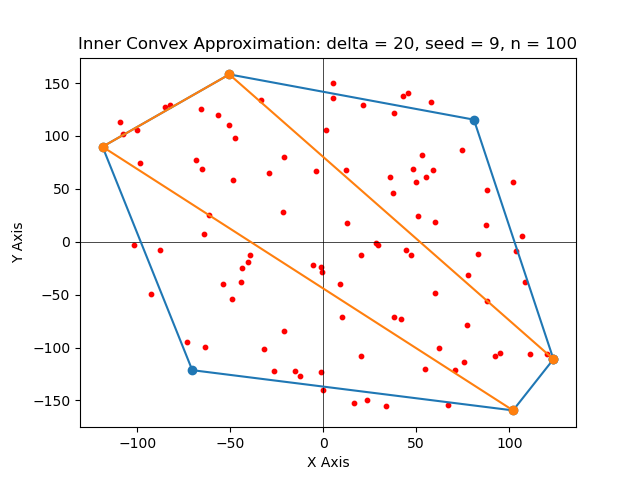 Inner Convex Approximation: delta = 20, seed = 9, n = 100
Y Axis
150
100
50
0
−50
−100
−150
−100 −50 0 50 100
X Axis